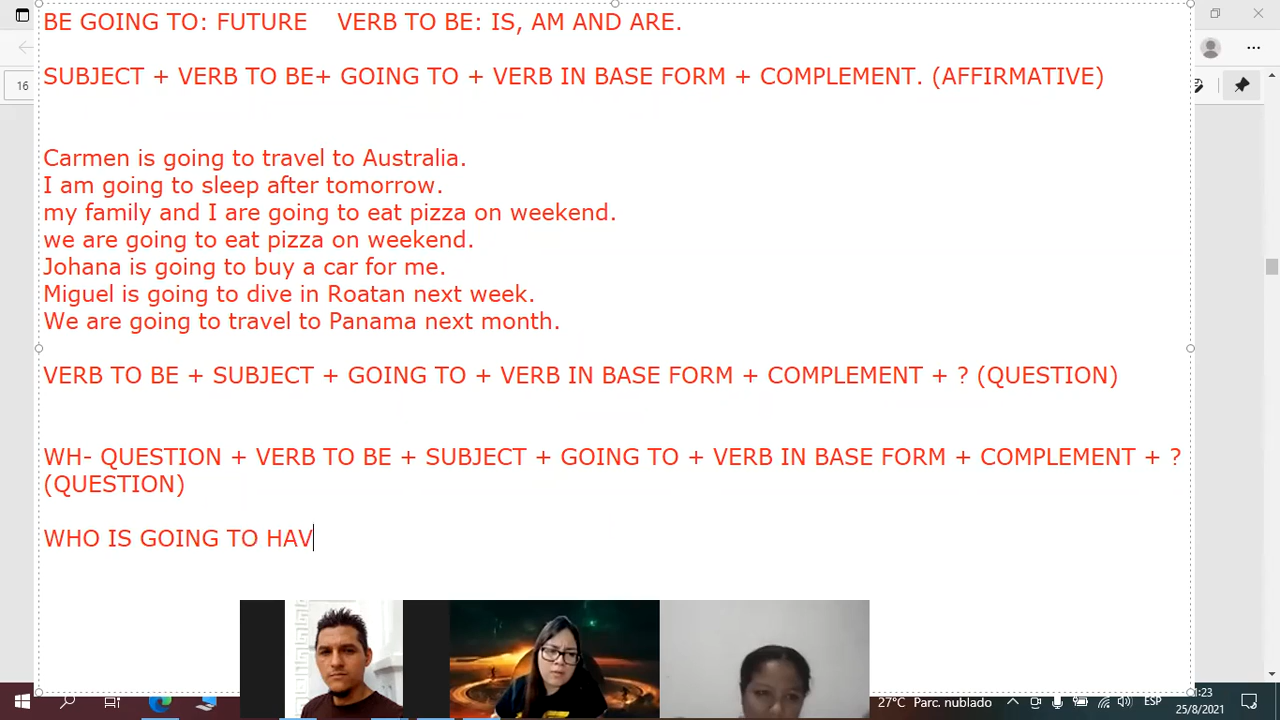 BE GOING TO: FUTURE    VERB TO BE: IS, AM AND ARE.
SUBJECT + VERB TO BE+ GOING TO + VERB IN BASE FORM + COMPLEMENT. (AFFIRMATIVE)
16
Carmen is going to travel to Australia.
I am going to sleep after tomorrow.
my family and I are going to eat pizza on weekend.
we are going to eat pizza on weekend.
Johana is going to buy a car for me.
Miguel is going to dive in Roatan next week.
We are going to travel to Panama next month.
VERB TO BE + SUBJECT + GOING TO + VERB IN BASE FORM + COMPLEMENT + ? (QUESTION)
WH- QUESTION + VERB TO BE + SUBJECT + GOING TO + VERB IN BASE FORM + COMPLEMENT + ?
(QUESTION)
WHO IS GOING TO HAV
27°C Parc. nublado ESP :23
25/8/2021